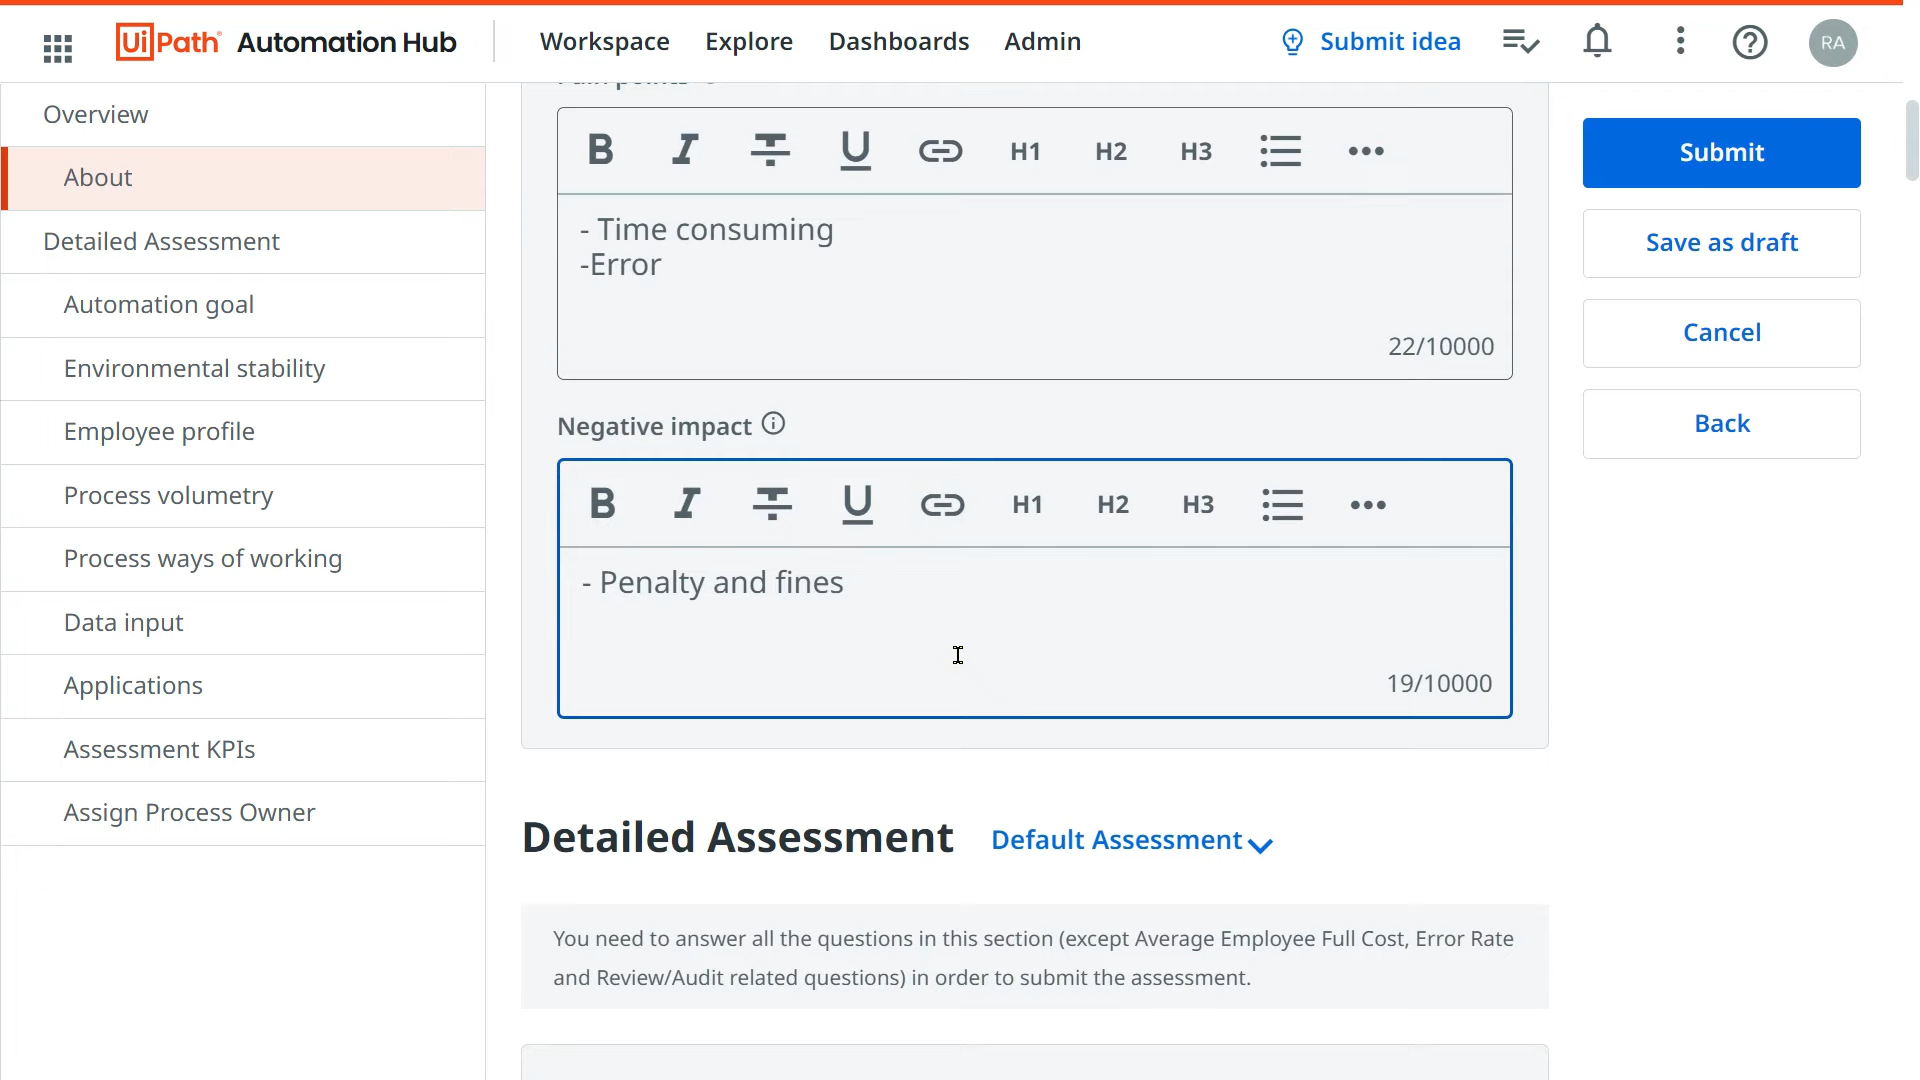 UiPath Automation Hub
Workspace
Explore
Dashboards
Admin
Submit idea
RA
Overview
About
Detailed Assessment
Automation goal
Environmental stability
Employee profile
Process volumetry
Process ways of working
Data input
Applications
Assessment KPIs
Assign Process Owner
B I T U H1 H2 H3
- Time consuming
-Error
22/10000
Negative impact
B I T U H1 H2 H3
- Penalty and fines
19/10000
Detailed Assessment
Default Assessment
You need to answer all the questions in this section (except Average Employee Full Cost, Error Rate
and Review/Audit related questions) in order to submit the assessment.
Submit
Save as draft
Cancel
Back